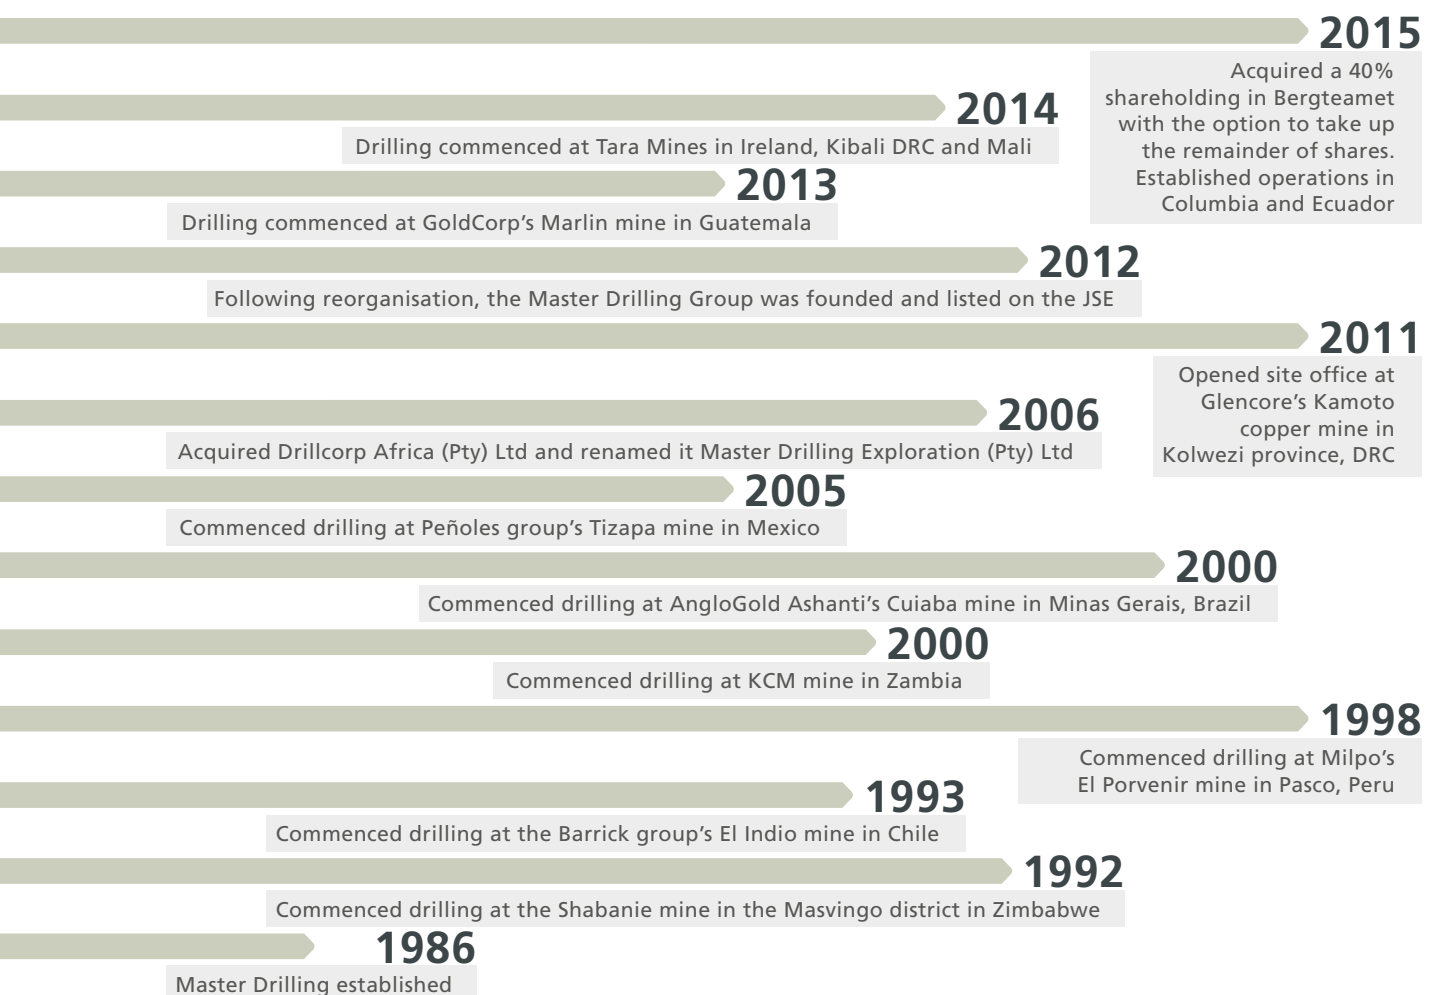 2015
Acquired a 40%
shareholding in Bergteamet
with the option to take up
the remainder of shares.
Established operations in
Columbia and Ecuador
2014
Drilling commenced at Tara Mines in Ireland, Kibali DRC and Mali
2013
Drilling commenced at GoldCorp's Marlin mine in Guatemala
2012
Following reorganisation, the Master Drilling Group was founded and listed on the JSE
2011
Opened site office at
Glencore's Kamoto
copper mine in
Kolwezi province, DRC
2006
Acquired Drillcorp Africa (Pty) Ltd and renamed it Master Drilling Exploration (Pty) Ltd
2005
Commenced drilling at Peñoles group's Tizapa mine in Mexico
2000
Commenced drilling at AngloGold Ashanti's Cuiaba mine in Minas Gerais, Brazil
2000
Commenced drilling at KCM mine in Zambia
1998
Commenced drilling at Milpo's
El Porvenir mine in Pasco, Peru
1993
Commenced drilling at the Barrick group's El Indio mine in Chile
1992
Commenced drilling at the Shabanie mine in the Masvingo district in Zimbabwe
1986
Master Drilling established